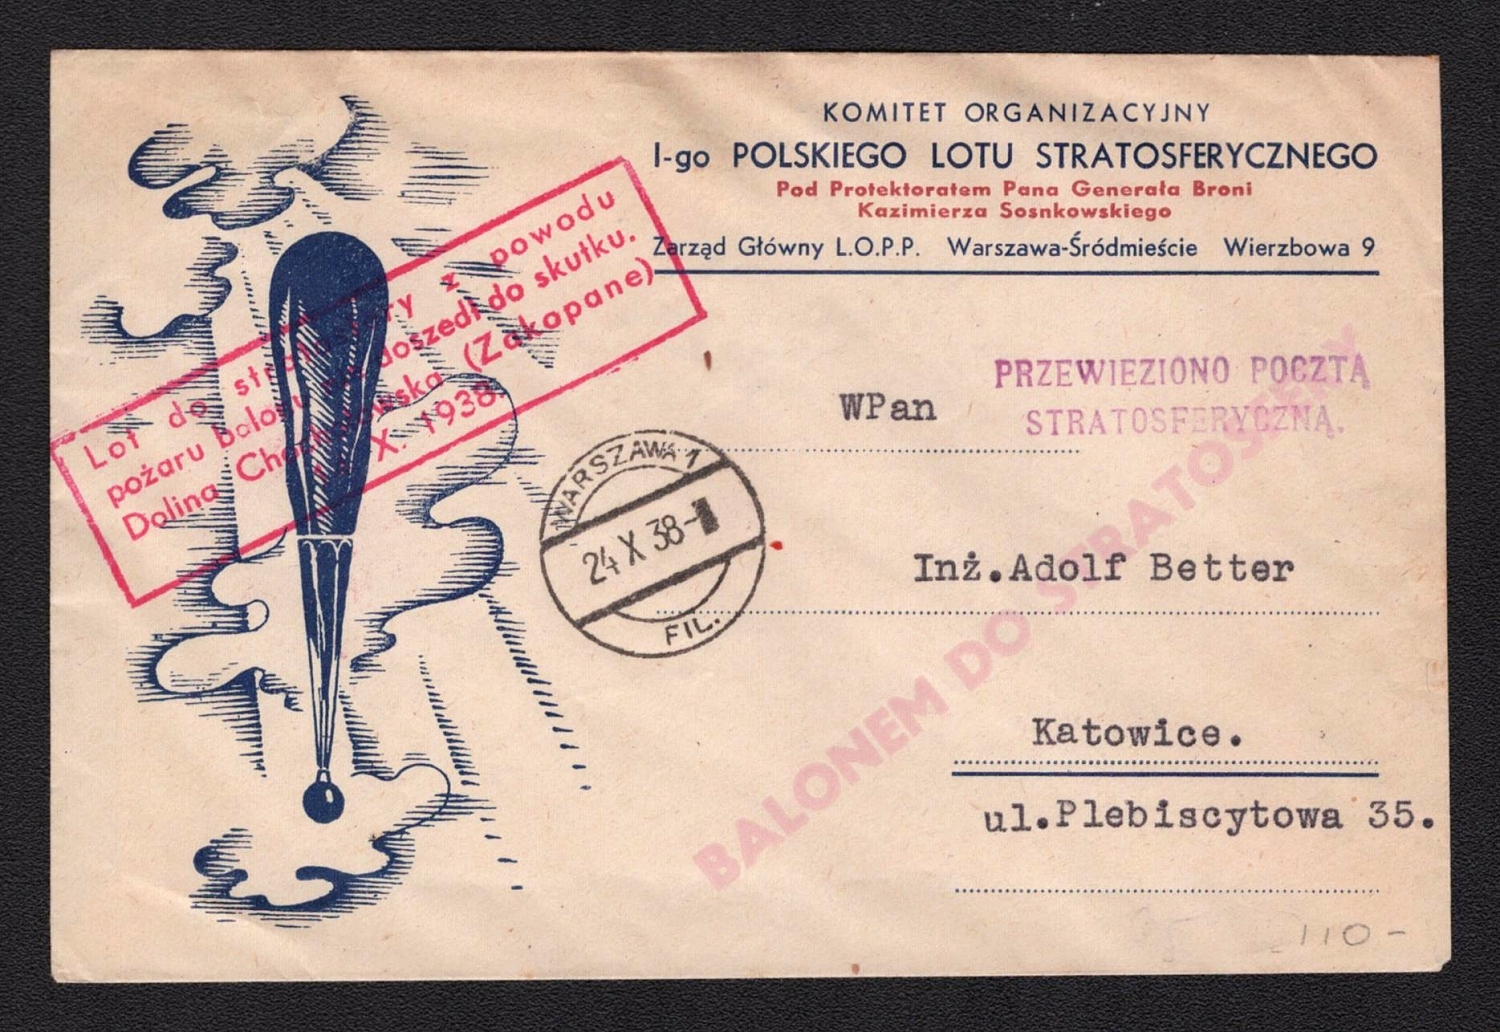 KOMITET ORGANIZACYJNY
I-go POLSKIEGO LOTU STRATOSFERYCZNEGO
Pod Protektoratem Pana Generała Broni
Kazimierza Sosnkowskiego
Zarząd Główny L.O.P.P. Warszawa-Śródmieście Wierzbowa 9
Lot do z powodu
pożaru balonu doszedł do skutku.
Dolina (Zakopane)
X. 1938.
PRZEWIEZIONO POCZTĄ
STRATOSFERYCZNĄ.
WPan
WARSZAWA 1
24 X 38-
FIL.
Inż.Adolf Better
BALONEM DO STRATOSFERY
Katowice.
ul.Plebiscytowa 35.
110-